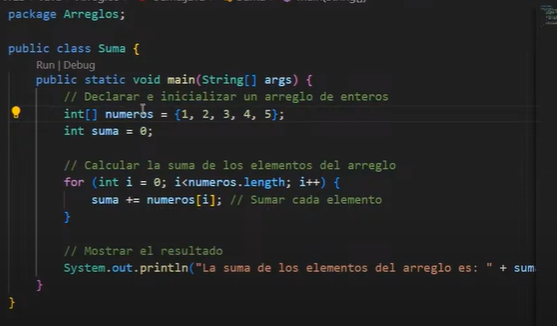 package Arreglos;
public class Suma {
Run | Debug
public static void main(String[] args) {
// Declarar e inicializar un arreglo de enteros
int[] numeros = {1, 2, 3, 4, 5};
int suma = 0;
// Calcular la suma de los elementos del arreglo
for (int i = 0; i<numeros.length; i++) {
suma += numeros[i]; // Sumar cada elemento
}
// Mostrar el resultado
System.out.println("La suma de los elementos del arreglo es: " + sum
}
}